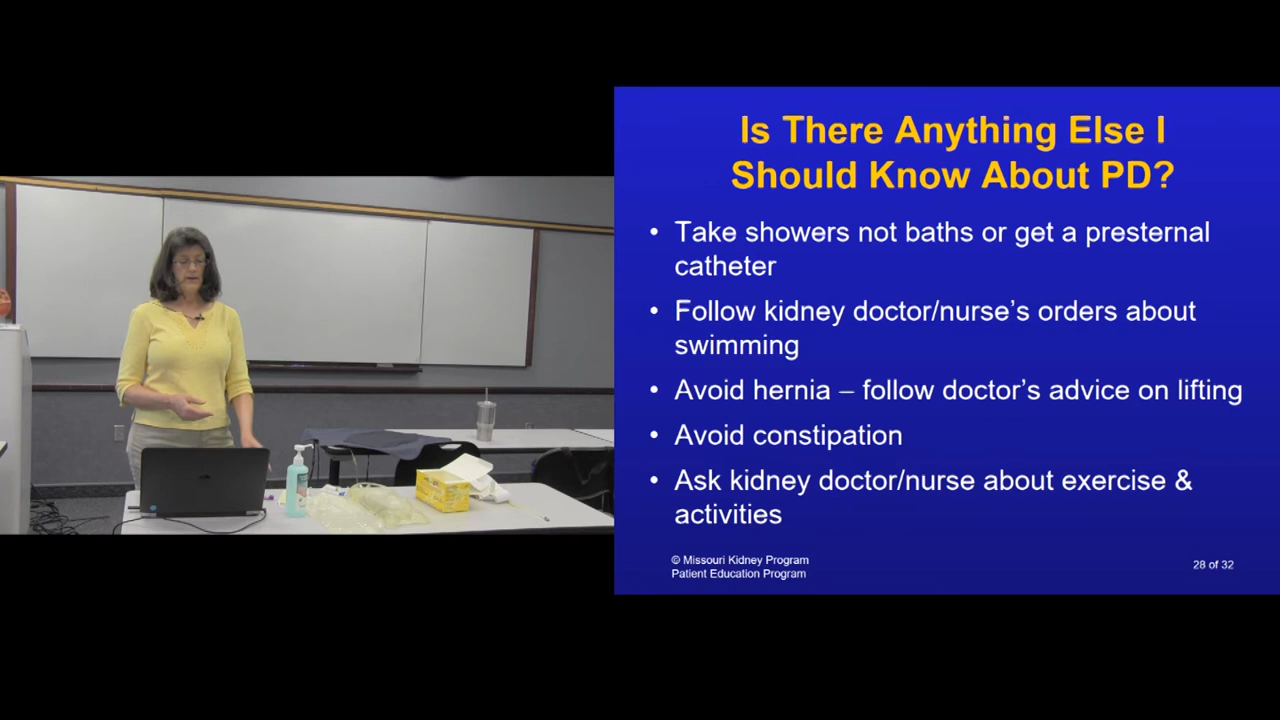 Is There Anything Else I
Should Know About PD?
• Take showers not baths or get a presternal
catheter
• Follow kidney doctor/nurse's orders about
swimming
• Avoid hernia – follow doctor's advice on lifting
• Avoid constipation
• Ask kidney doctor/nurse about exercise &
activities
© Missouri Kidney Program
Patient Education Program
28 of 32